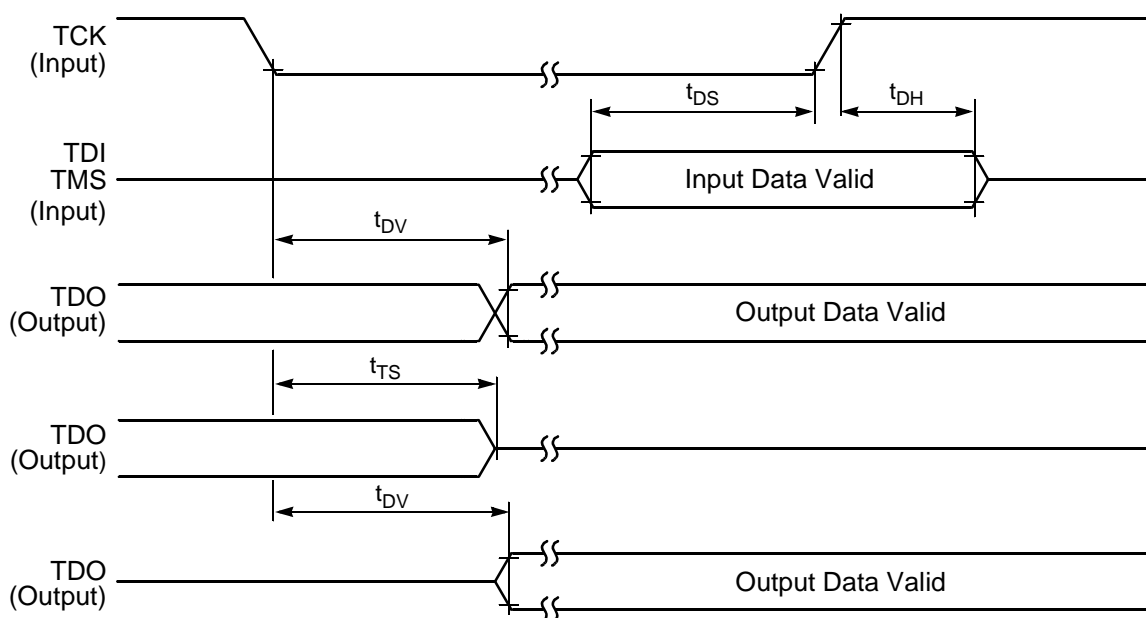 TCK
(Input)
tDS
tDH
TDI
TMS
(Input)
Input Data Valid
tDV
TDO
(Output)
Output Data Valid
tTS
TDO
(Output)
tDV
TDO
(Output)
Output Data Valid